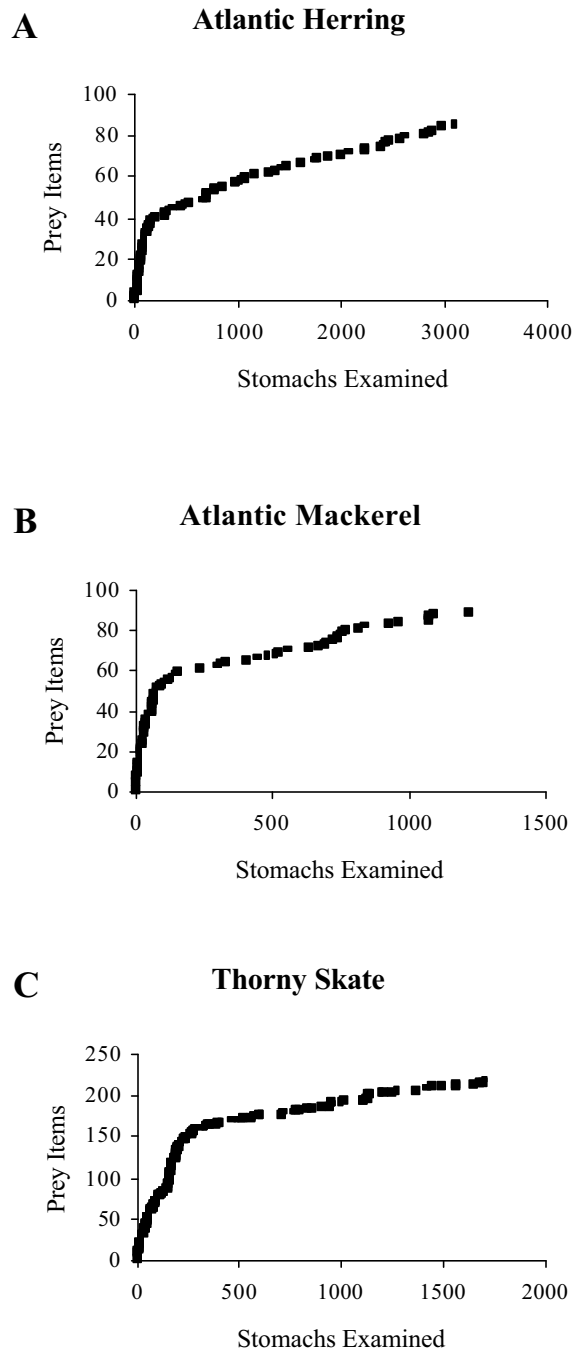 A Atlantic Herring
100
80
60
40
20
0
Prey Items
0 1000 2000 3000 4000
Stomachs Examined
B Atlantic Mackerel
100
80
60
40
20
0
Prey Items
0 500 1000 1500
Stomachs Examined
C Thorny Skate
250
200
150
100
50
0
Prey Items
0 500 1000 1500 2000
Stomachs Examined